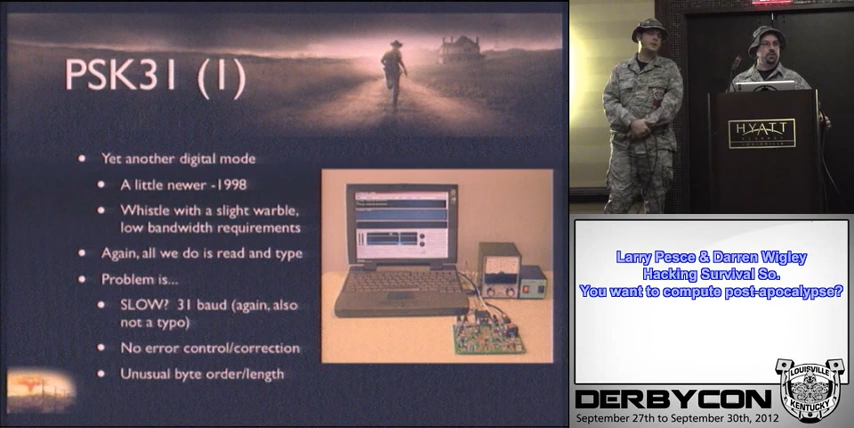 PSK31 (1)
Yet another digital mode
A little newer -1998
Whistle with a slight warble,
low bandwidth requirements
Again, all we do is read and type
Problem is...
SLOW? 31 baud (again, also
not a typo)
No error control/correction
Unusual byte order/length
HYATT
Larry Pesce & Darren Wigley
Hacking Survival So.
You want to compute post-apocalypse?
DERBYCON
LOUISVILLE
KENTUCKY
September 27th to September 30th, 2012